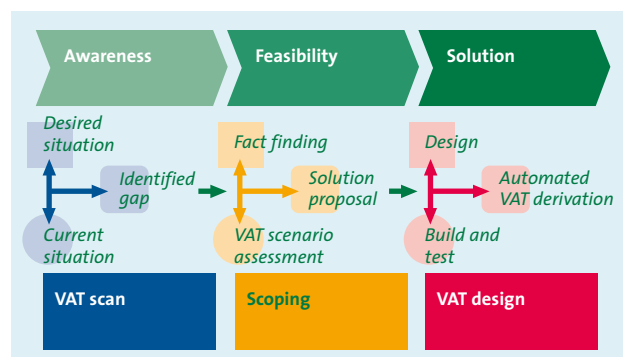 Awareness
Feasibility
Solution
Desired
situation
Identified
gap
Current
situation
Fact finding
Solution
proposal
VAT scenario
assessment
Design
Automated
VAT derivation
Build and
test
VAT scan
Scoping
VAT design